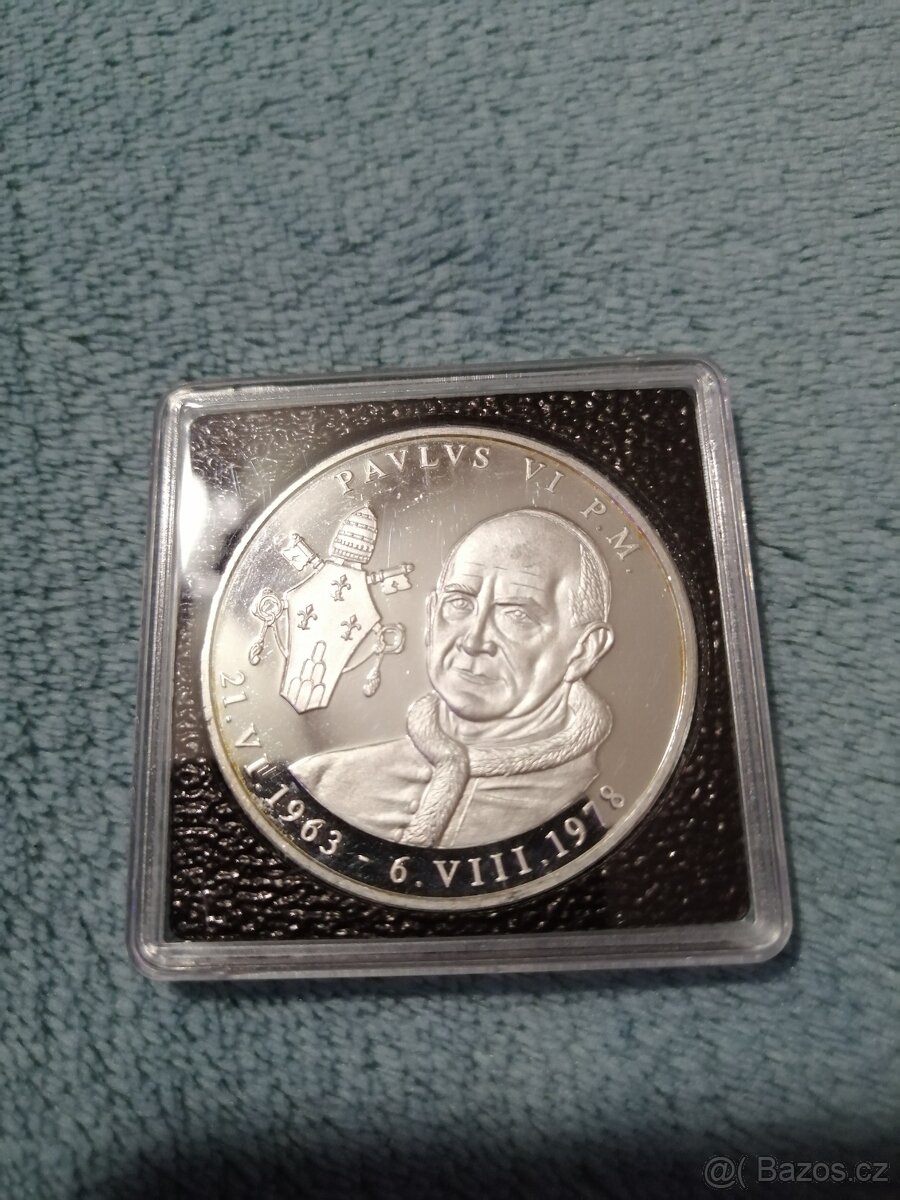 PAVLVS VI P.M.
21. VI 1963 - 6. VIII. 1978
@( Bazos.cz